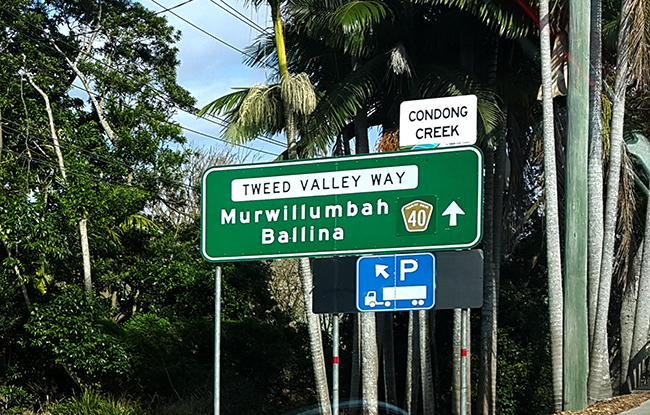 CONDONG
CREEK
TWEED VALLEY WAY
Murwillumbah
40
Ballina
P